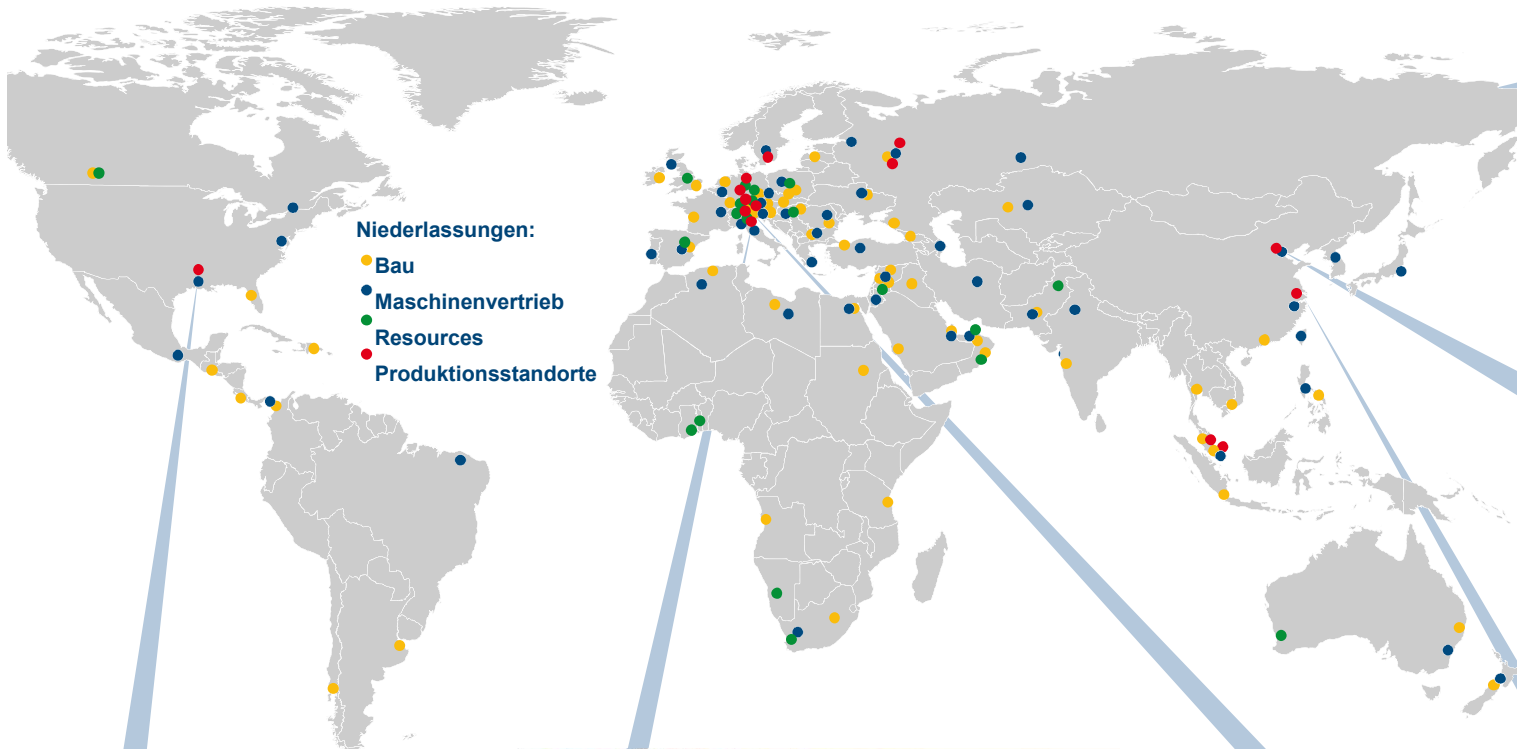 Niederlassungen:
Bau
Maschinenvertrieb
Resources
Produktionsstandorte